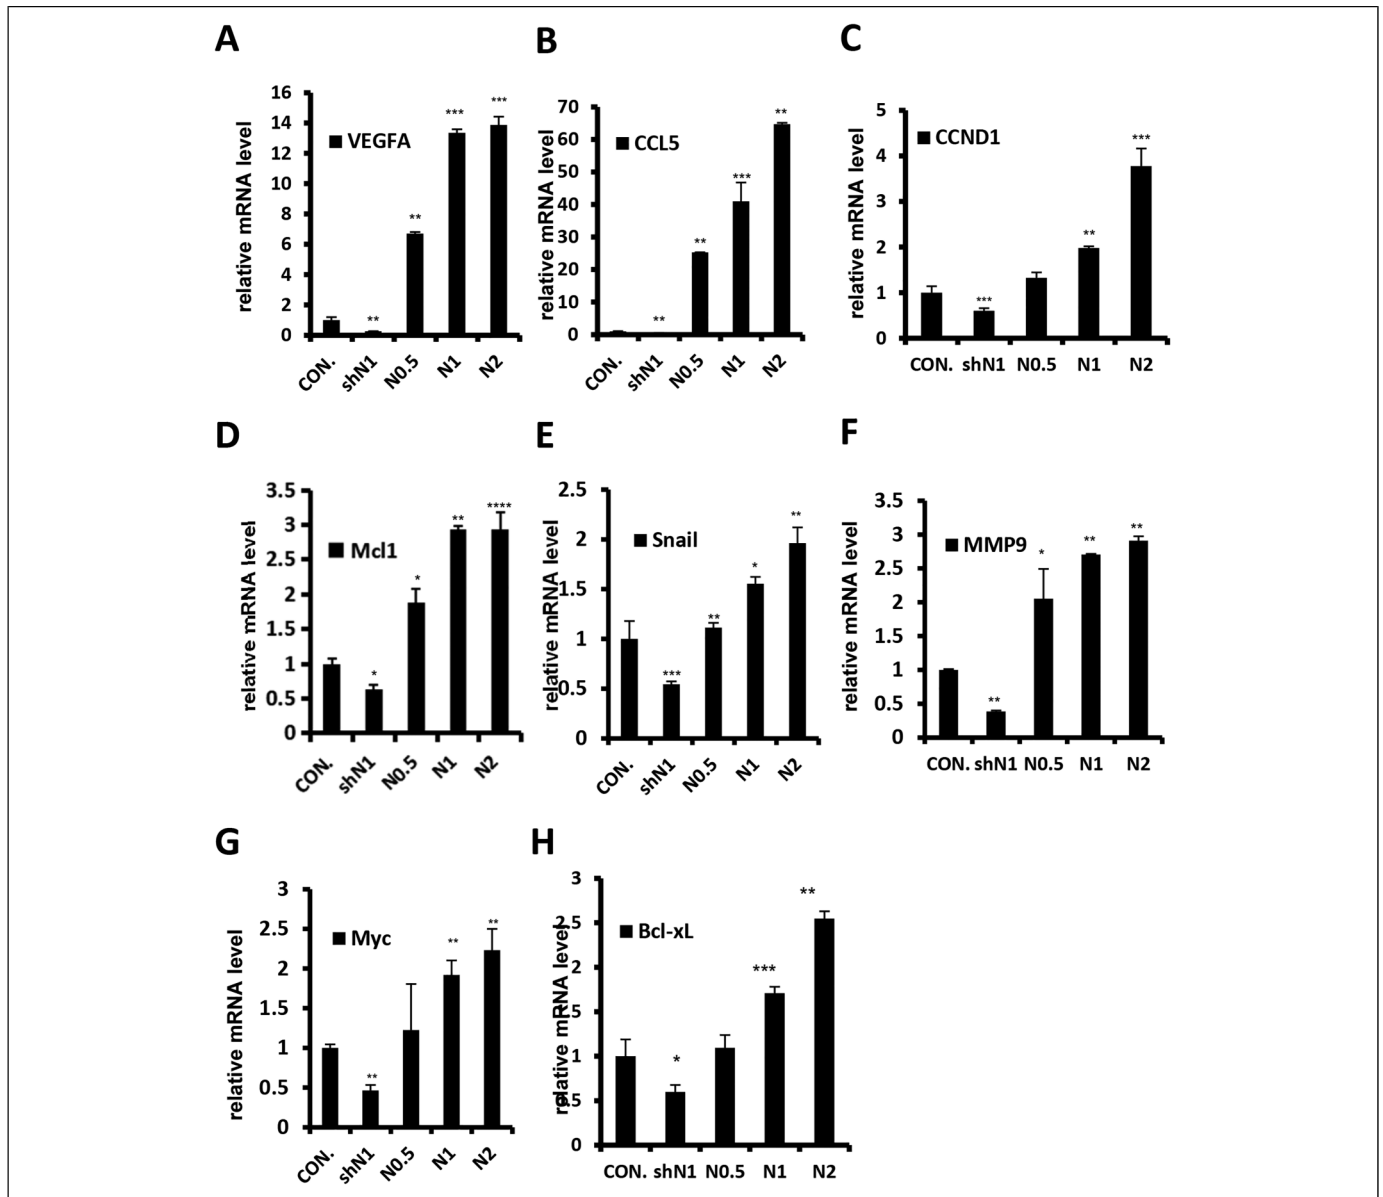 A
relative mRNA level
16
14
12
10
8
6
4
2
0
VEGFA
**
**
***
***
CON.
shN1
N0.5
N1
N2
B
relative mRNA level
70
60
50
40
30
20
10
0
CCL5
**
**
***
**
CON.
shN1
N0.5
N1
N2
C
relative mRNA level
5
4
3
2
1
0
CCND1
***
**
***
CON. shN1 N0.5 N1 N2
D
relative mRNA level
3.5
3
2.5
2
1.5
1
0.5
0
Mcl1
*
*
**
****
CON.
shN1
N0.5
N1
N2
E
relative mRNA level
2.5
2
1.5
1
0.5
0
Snail
***
**
*
**
CON.
shN1
N0.5
N1
N2
F
relative mRNA level
3.5
3
2.5
2
1.5
1
0.5
0
MMP9
**
*
**
**
CON. shN1 N0.5 N1 N2
G
relative mRNA level
3
2.5
2
1.5
1
0.5
0
Myc
**
**
**
CON.
shN1
N0.5
N1
N2
H
relative mRNA level
3
2.5
2
1.5
1
0.5
0
Bcl-xL
*
***
**
CON. shN1 N0.5 N1 N2